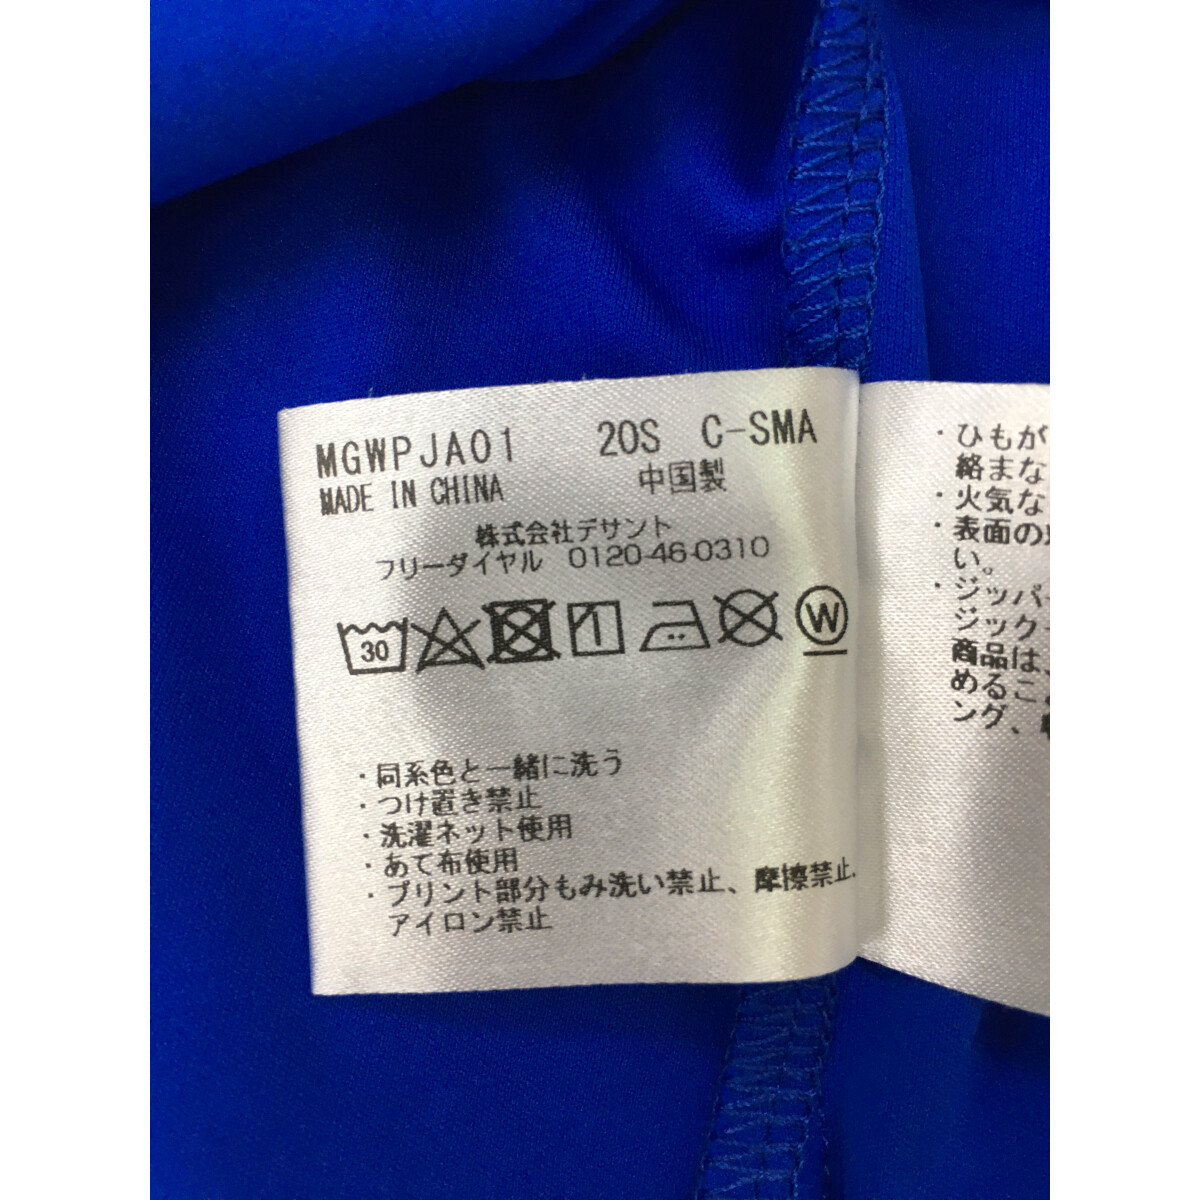 MGWPJA01 20S C-SMA
MADE IN CHINA 中国製
株式会社デサント
フリーダイヤル 0120-46-0310
30 W
・同系色と一緒に洗う
・つけ置き禁止
・洗濯ネット使用
・あて布使用
・プリント部分もみ洗い禁止、摩擦禁止、
アイロン禁止
・ひもが
絡まな
・火気な
・表面の
い。
・ジッパー
ジック
商品は、
めるこ
ング、